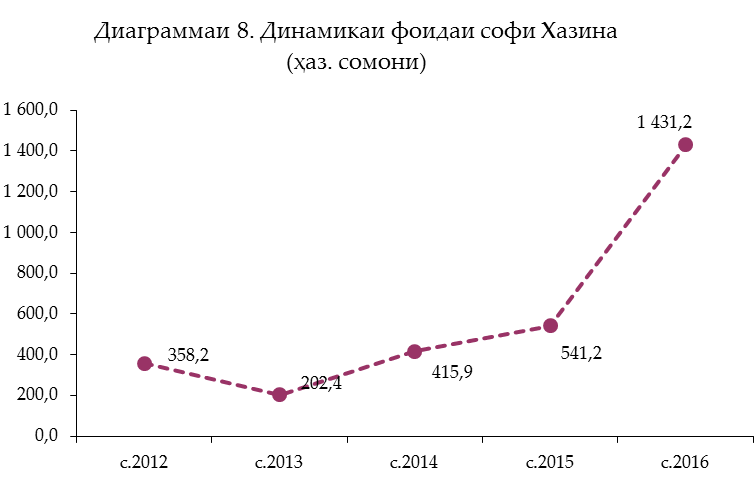 Диаграммаи 8. Динамикаи фоидаи софи Хазина
(ҳаз. сомони)
1 600,0
1 400,0
1 200,0
1 000,0
800,0
600,0
400,0
200,0
0,0
358,2
202,4
415,9
541,2
1 431,2
с.2012
с.2013
с.2014
с.2015
с.2016